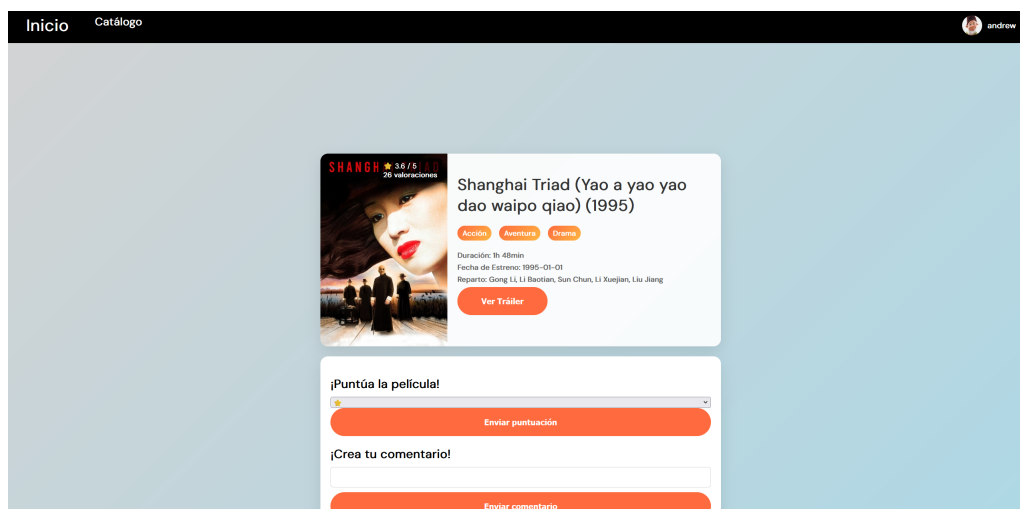 Inicio
Catálogo
andrew
SHANGH
3.6 / 5
26 valoraciones
Shanghai Triad (Yao a yao yao
dao waipo qiao) (1995)
Acción Aventura Drama
Duración: 1h 48min
Fecha de Estreno: 1995-01-01
Reparto: Gong Li, Li Baotian, Sun Chun, Li Xuejian, Liu Jiang
Ver Tráiler
¡Puntúa la película!
Enviar puntuación
¡Crea tu comentario!
Enviar comentario